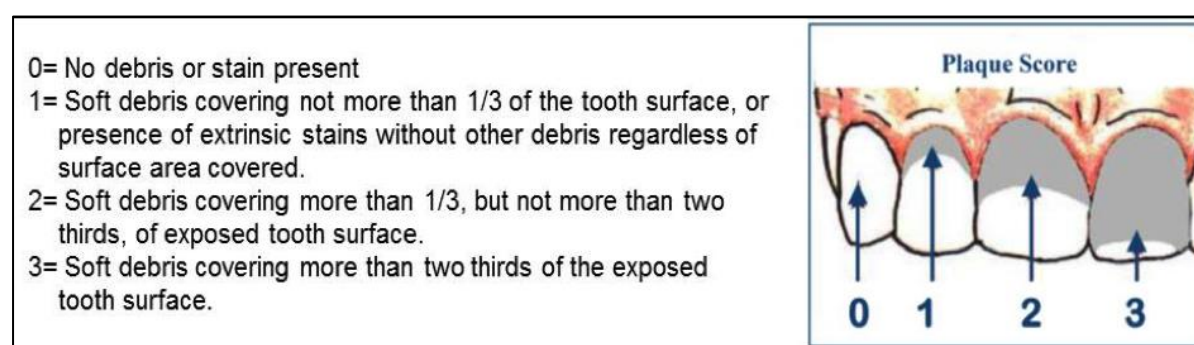 0= No debris or stain present
1= Soft debris covering not more than 1/3 of the tooth surface, or
presence of extrinsic stains without other debris regardless of
surface area covered.
2= Soft debris covering more than 1/3, but not more than two
thirds, of exposed tooth surface.
3= Soft debris covering more than two thirds of the exposed
tooth surface.
Plaque Score
0 1 2 3